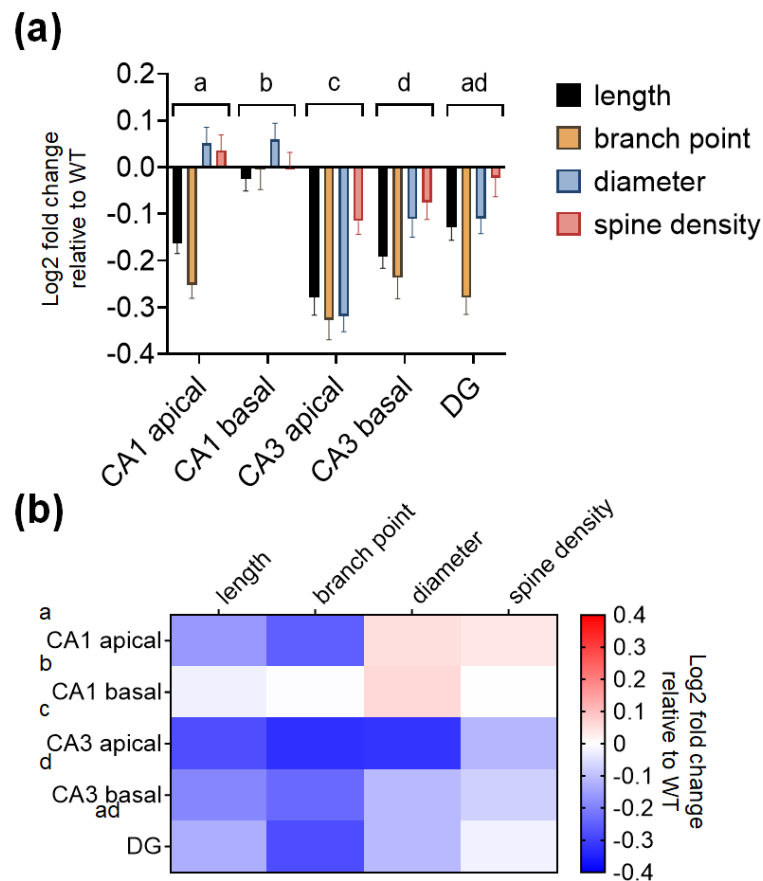 (a)
0.2
0.1
0.0
-0.1
-0.2
-0.3
-0.4
Log2 fold change
relative to WT
a b c d ad
length
branch point
diameter
spine density
CA1 apical
CA1 basal
CA3 apical
CA3 basal
DG
(b)
length
branch point
diameter
spine density
a
CA1 apical
b
CA1 basal
c
CA3 apical
d
CA3 basal
ad
DG
0.4
0.3
0.2
0.1
0
-0.1
-0.2
-0.3
-0.4
Log2 fold change
relative to WT